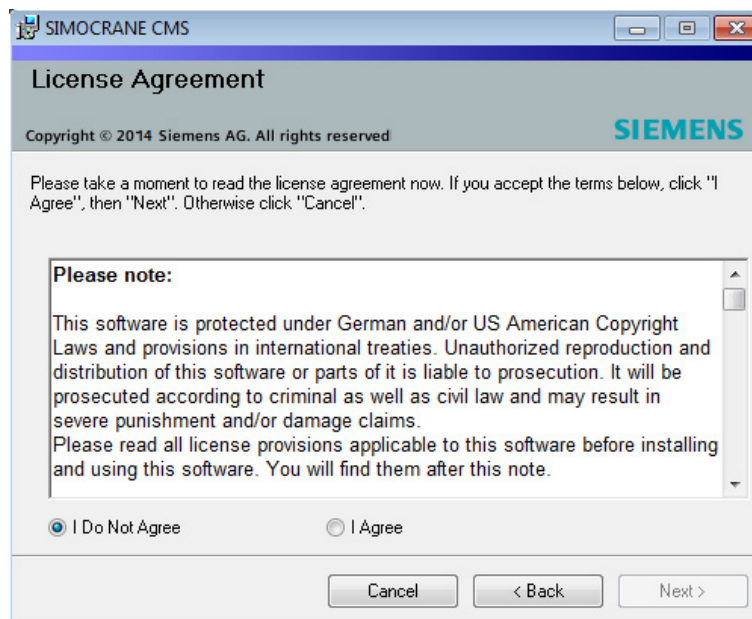 SIMOCRANE CMS
License Agreement
Copyright © 2014 Siemens AG. All rights reserved
SIEMENS
Please take a moment to read the license agreement now. If you accept the terms below, click "I
Agree", then "Next". Otherwise click "Cancel".
Please note:
This software is protected under German and/or US American Copyright
Laws and provisions in international treaties. Unauthorized reproduction and
distribution of this software or parts of it is liable to prosecution. It will be
prosecuted according to criminal as well as civil law and may result in
severe punishment and/or damage claims.
Please read all license provisions applicable to this software before installing
and using this software. You will find them after this note.
I Do Not Agree
I Agree
Cancel
< Back
Next >